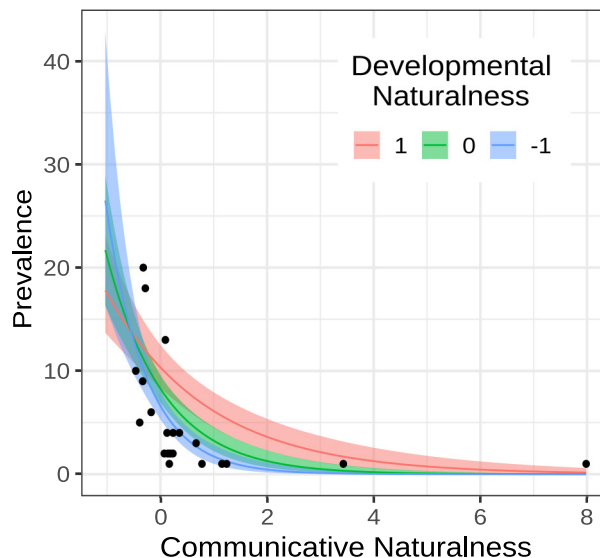 Developmental
Naturalness
1 0 -1
Prevalence
40
30
20
10
0
0 2 4 6 8
Communicative Naturalness